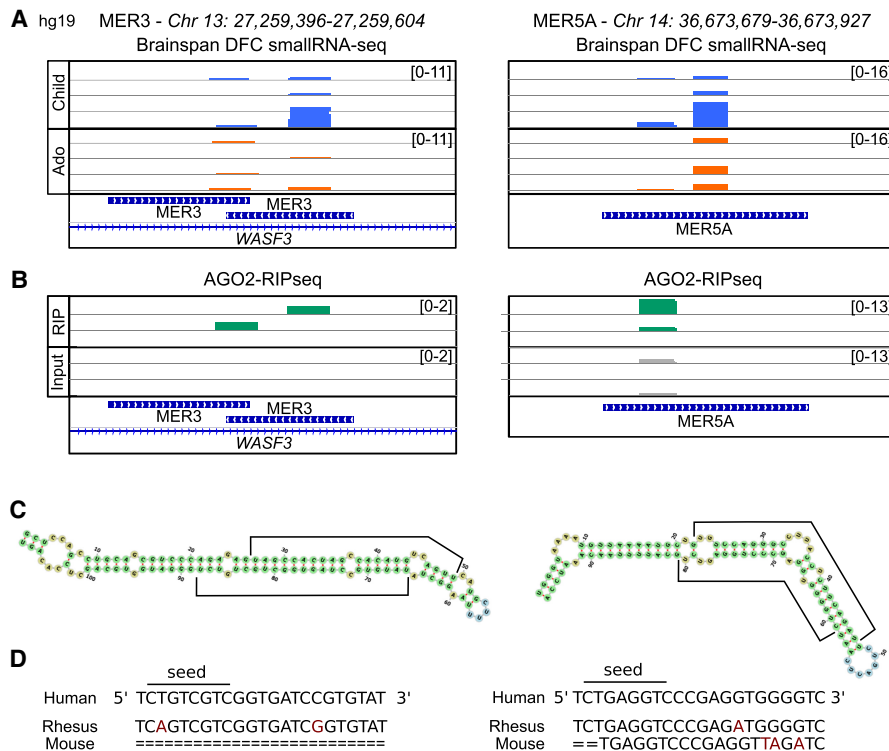 A
hg19
MER3 - Chr 13: 27,259,396-27,259,604
Brainspan DFC smallRNA-seq
MER5A - Chr 14: 36,673,679-36,673,927
Brainspan DFC smallRNA-seq
Child
[0-11]
[0-16]
Ado
[0-11]
[0-16]
MER3
MER3
WASF3
MER5A
B
AGO2-RIPseq
AGO2-RIPseq
RIP
[0-2]
[0-13]
Input
[0-2]
[0-13]
MER3
MER3
WASF3
MER5A
C
D
seed
Human 5' TCTGTCGTCGGTGATCCGTGTAT 3'
Rhesus TCAGTCGTCGGTGATCGGTGTAT
Mouse =======================
seed
Human 5' TCTGAGGTCCCGAGGTGGGGTC 3'
Rhesus TCTGAGGTCCCGAGATGGGGTC
Mouse ==TGAGGTCCCGAGGTTAGATC